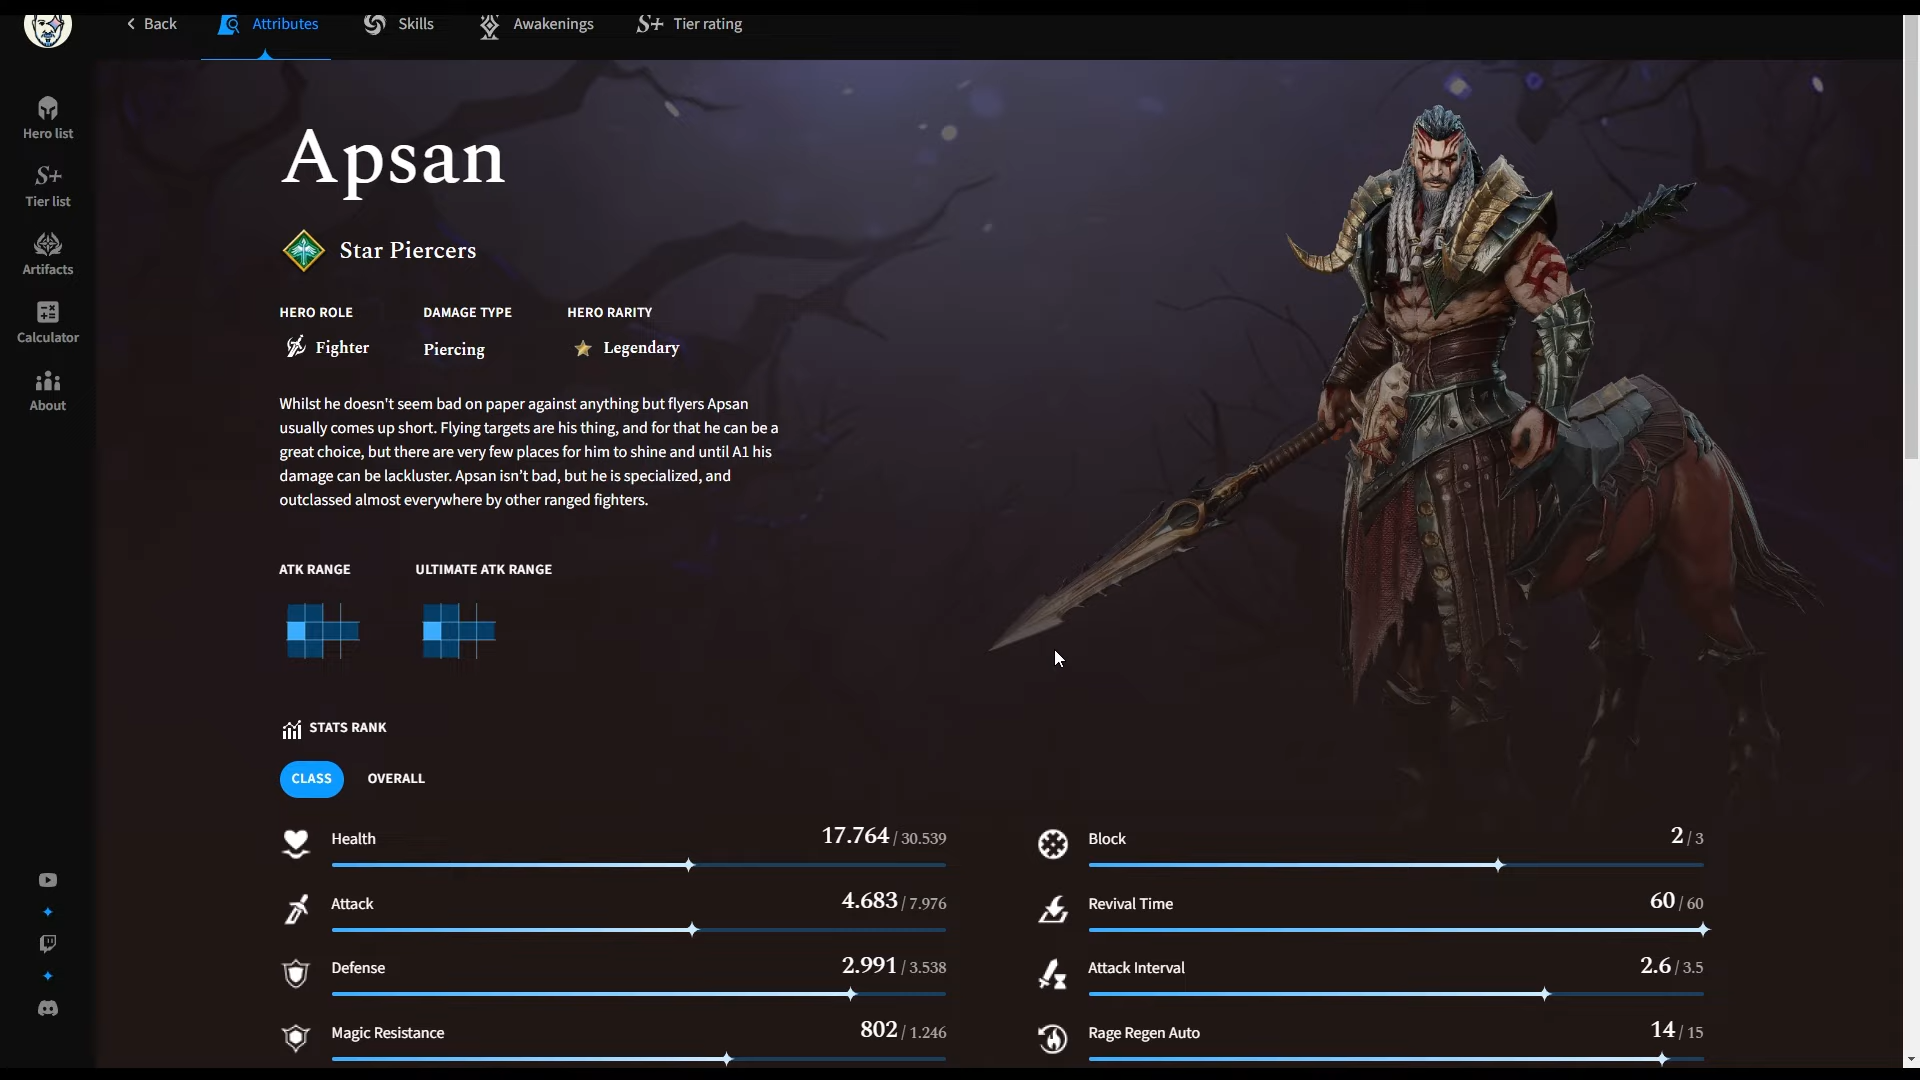 Back
Attributes
Skills
Awakenings
S+ Tier rating
Hero list
S+
Tier list
Artifacts
Calculator
About
Apsan
Star Piercers
HERO ROLE
DAMAGE TYPE
HERO RARITY
Fighter
Piercing
Legendary
Whilst he doesn't seem bad on paper against anything but flyers Apsan
usually comes up short. Flying targets are his thing, and for that he can be a
great choice, but there are very few places for him to shine and until A1 his
damage can be lackluster. Apsan isn’t bad, but he is specialized, and
outclassed almost everywhere by other ranged fighters.
ATK RANGE
ULTIMATE ATK RANGE
STATS RANK
CLASS
OVERALL
Health
17.764 / 30.539
Block
2 / 3
Attack
4.683 / 7.976
Revival Time
60 / 60
Defense
2.991 / 3.538
Attack Interval
2.6 / 3.5
Magic Resistance
802 / 1.246
Rage Regen Auto
14 / 15